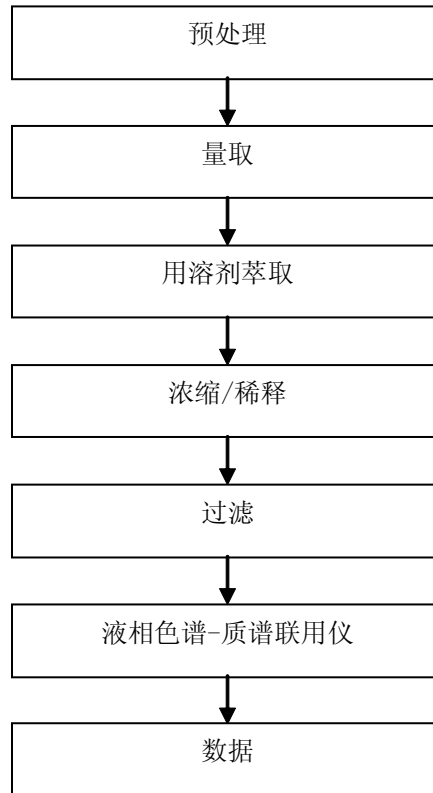 预处理
量取
用溶剂萃取
浓缩/稀释
过滤
液相色谱-质谱联用仪
数据